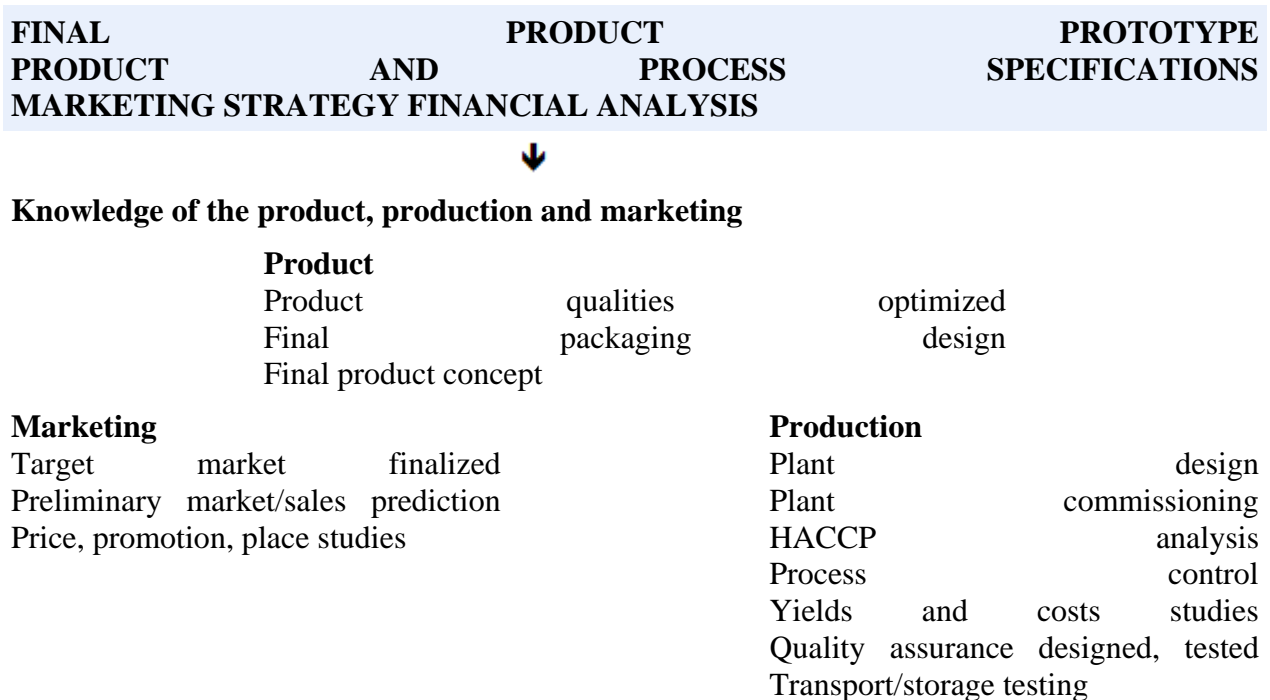 FINAL PRODUCT PROTOTYPE
PRODUCT AND PROCESS SPECIFICATIONS
MARKETING STRATEGY FINANCIAL ANALYSIS
Knowledge of the product, production and marketing
Product
Product qualities optimized
Final packaging design
Final product concept
Marketing
Target market finalized
Preliminary market/sales prediction
Price, promotion, place studies
Production
Plant design
Plant commissioning
HACCP analysis
Process control
Yields and costs studies
Quality assurance designed, tested
Transport/storage testing